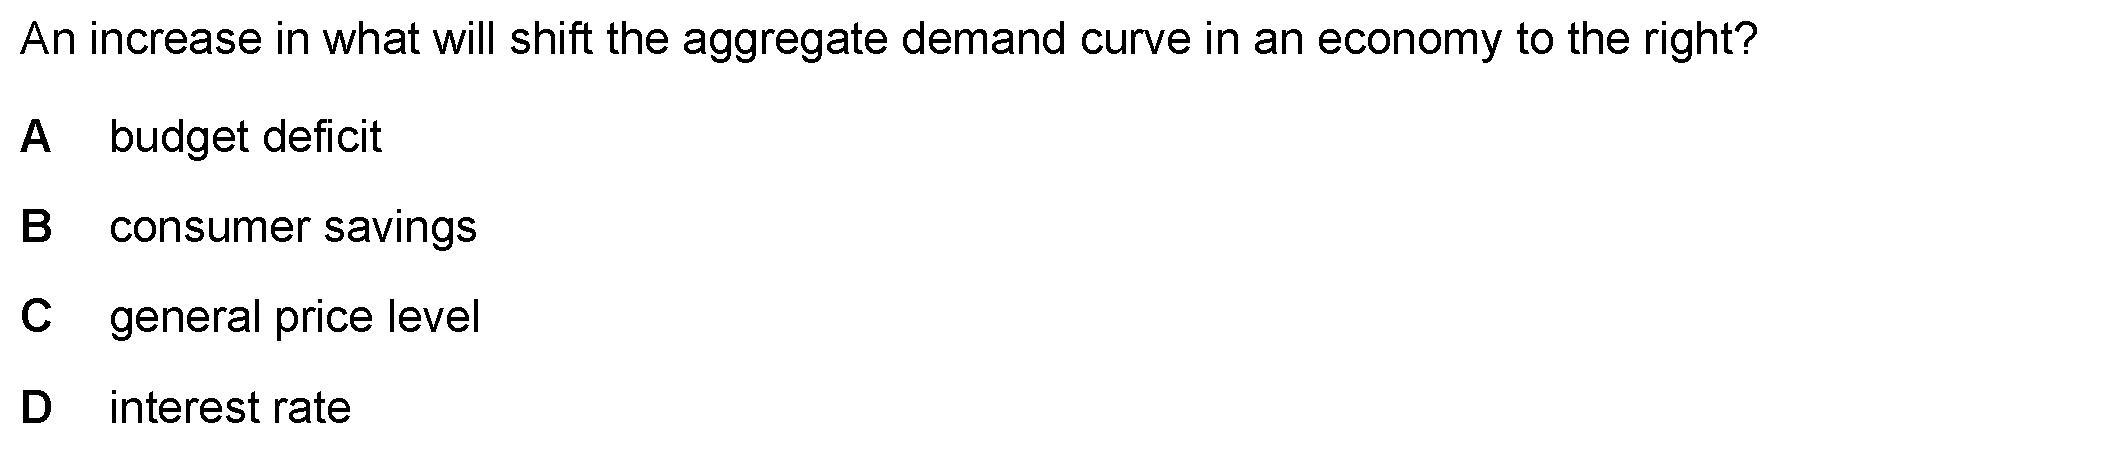 An increase in what will shift the aggregate demand curve in an economy to the right?
A budget deficit
B consumer savings
C general price level
D interest rate